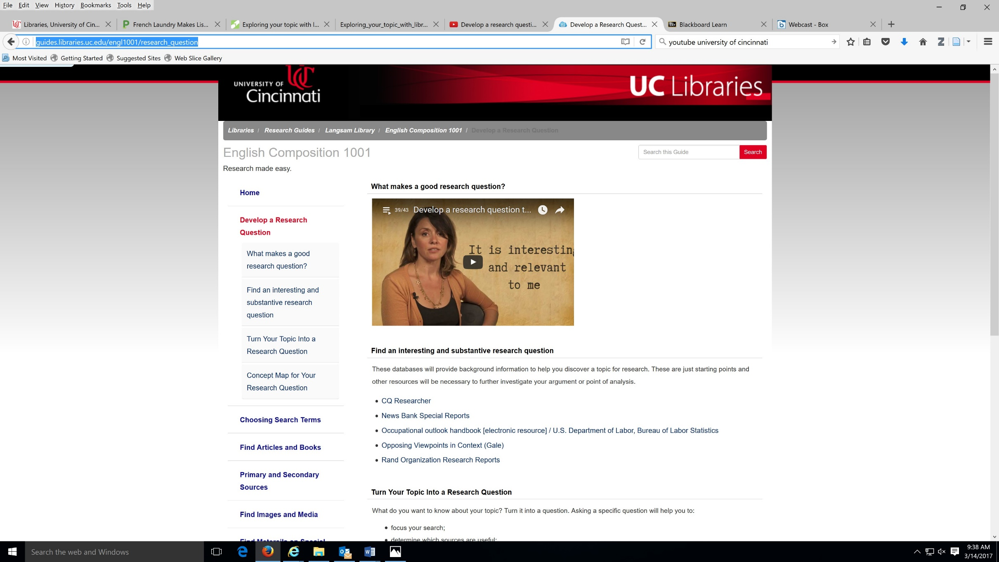 File Edit View History Bookmarks Tools Help
Libraries, University of Cin...
French Laundry Makes Lis...
Exploring your topic with l...
Exploring_your_topic_with_libr...
Develop a research questi...
Develop a Research Quest...
Bb Blackboard Learn
b Webcast - Box
guides.libraries.uc.edu/engl1001/research_question
youtube university of cincinnati
Most Visited Getting Started Suggested Sites Web Slice Gallery
UNIVERSITY OF
Cincinnati
UC Libraries
Libraries / Research Guides / Langsam Library / English Composition 1001 / Develop a Research Question
English Composition 1001
Search this Guide Search
Research made easy.
Home
Develop a Research
Question
What makes a good
research question?
Find an interesting and
substantive research
question
Turn Your Topic Into a
Research Question
Concept Map for Your
Research Question
Choosing Search Terms
Find Articles and Books
Primary and Secondary
Sources
Find Images and Media
Find Materails on Special
What makes a good research question?
39/43 Develop a research question t...
It is interesting
and relevant
to me
Find an interesting and substantive research question
These databases will provide background information to help you discover a topic for research. These are just starting points and
other resources will be necessary to further investigate your argument or point of analysis.
• CQ Researcher
• News Bank Special Reports
• Occupational outlook handbook [electronic resource] / U.S. Department of Labor, Bureau of Labor Statistics
• Opposing Viewpoints in Context (Gale)
• Rand Organization Research Reports
Turn Your Topic Into a Research Question
What do you want to know about your topic? Turn it into a question. Asking a specific question will help you to:
• focus your search;
• determine which sources are useful;
Search the web and Windows
9:38 AM
3/14/2017